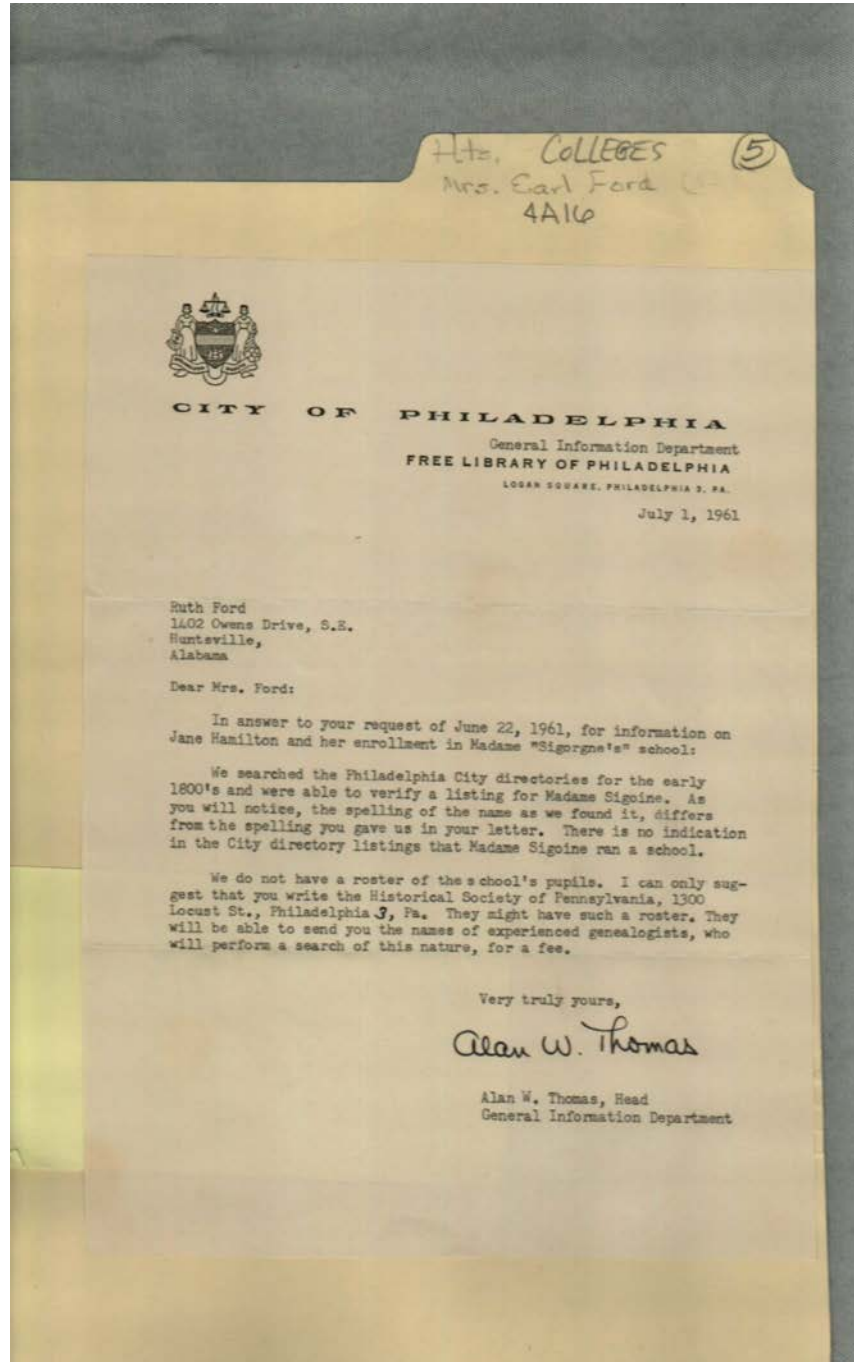 Hts. COLLEGES 5
Mrs. Earl Ford
4A16
CITY OF PHILADELPHIA
General Information Department
FREE LIBRARY OF PHILADELPHIA
LOGAN SQUARE, PHILADELPHIA 3, PA.
July 1, 1961
Ruth Ford
1402 Owens Drive, S.E.
Huntsville,
Alabama
Dear Mrs. Ford:
In answer to your request of June 22, 1961, for information on
Jane Hamilton and her enrollment in Madame "Sigorgne's" school:
We searched the Philadelphia City directories for the early
1800's and were able to verify a listing for Madame Sigoine. As
you will notice, the spelling of the name as we found it, differs
from the spelling you gave us in your letter. There is no indication
in the City directory listings that Madame Sigoine ran a school.
We do not have a roster of the school's pupils. I can only sug-
gest that you write the Historical Society of Pennsylvania, 1300
Locust St., Philadelphia 3, Pa. They might have such a roster. They
will be able to send you the names of experienced genealogists, who
will perform a search of this nature, for a fee.
Very truly yours,
Alan W. Thomas
Alan W. Thomas, Head
General Information Department